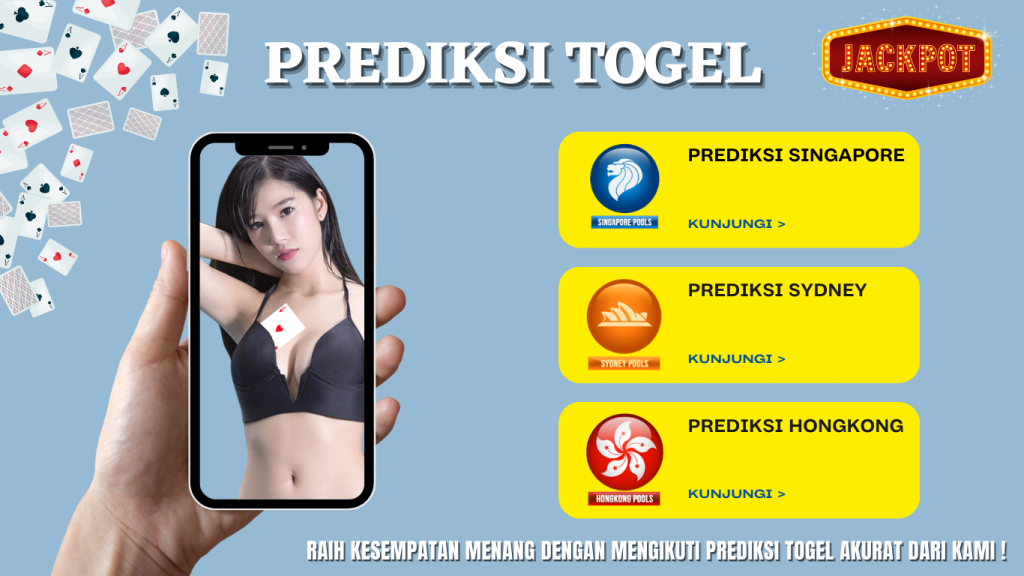 PREDIKSI TOGEL
JACKPOT
PREDIKSI SINGAPORE
SINGAPORE POOLS
KUNJUNGI >
PREDIKSI SYDNEY
SYDNEY POOLS
KUNJUNGI >
PREDIKSI HONGKONG
HONGKONG POOLS
KUNJUNGI >
RAIH KESEMPATAN MENANG DENGAN MENGIKUTI PREDIKSI TOGEL AKURAT DARI KAMI !